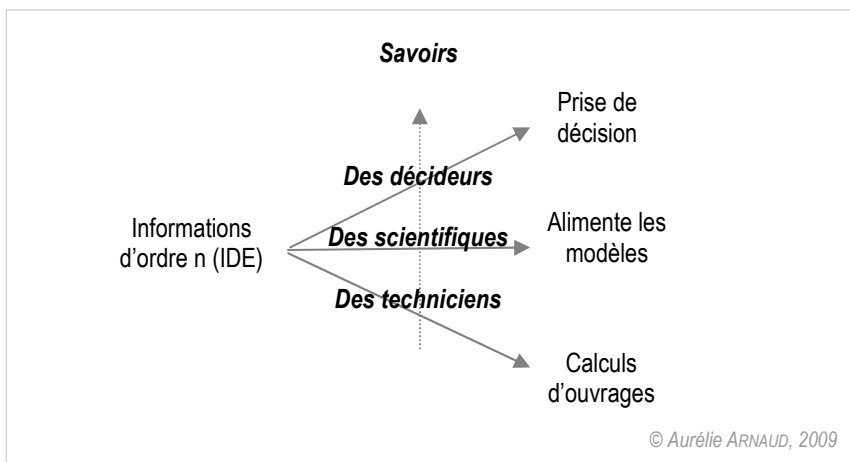 Savoirs
Prise de
décision
Des décideurs
Informations
d'ordre n (IDE)
Des scientifiques
Alimente les
modèles
Des techniciens
Calculs
d'ouvrages
© Aurélie ARNAUD, 2009